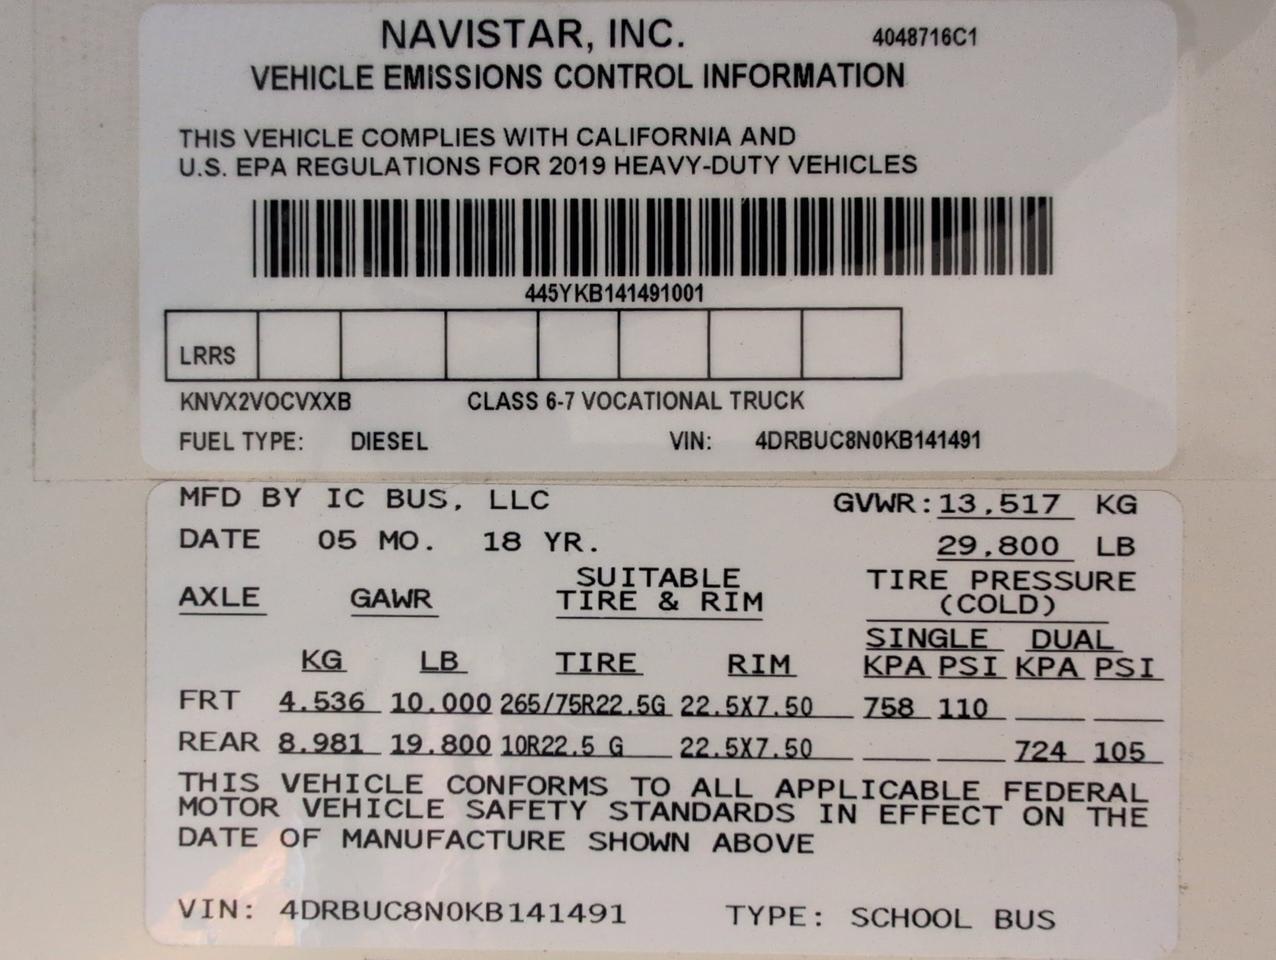 NAVISTAR, INC. 4048716C1
VEHICLE EMISSIONS CONTROL INFORMATION
THIS VEHICLE COMPLIES WITH CALIFORNIA AND
U.S. EPA REGULATIONS FOR 2019 HEAVY-DUTY VEHICLES
445YKB141491001
LRRS
KNVX2VOCVXXB CLASS 6-7 VOCATIONAL TRUCK
FUEL TYPE: DIESEL VIN: 4DRBUC8N0KB141491
MFD BY IC BUS, LLC GVWR: 13,517 KG
DATE 05 MO. 18 YR. 29,800 LB
AXLE GAWR SUITABLE TIRE & RIM TIRE PRESSURE (COLD)
SINGLE DUAL
KG LB TIRE RIM KPA PSI KPA PSI
FRT 4.536 10.000 265/75R22.5G 22.5X7.50 758 110
REAR 8.981 19.800 10R22.5 G 22.5X7.50 724 105
THIS VEHICLE CONFORMS TO ALL APPLICABLE FEDERAL
MOTOR VEHICLE SAFETY STANDARDS IN EFFECT ON THE
DATE OF MANUFACTURE SHOWN ABOVE
VIN: 4DRBUC8N0KB141491 TYPE: SCHOOL BUS